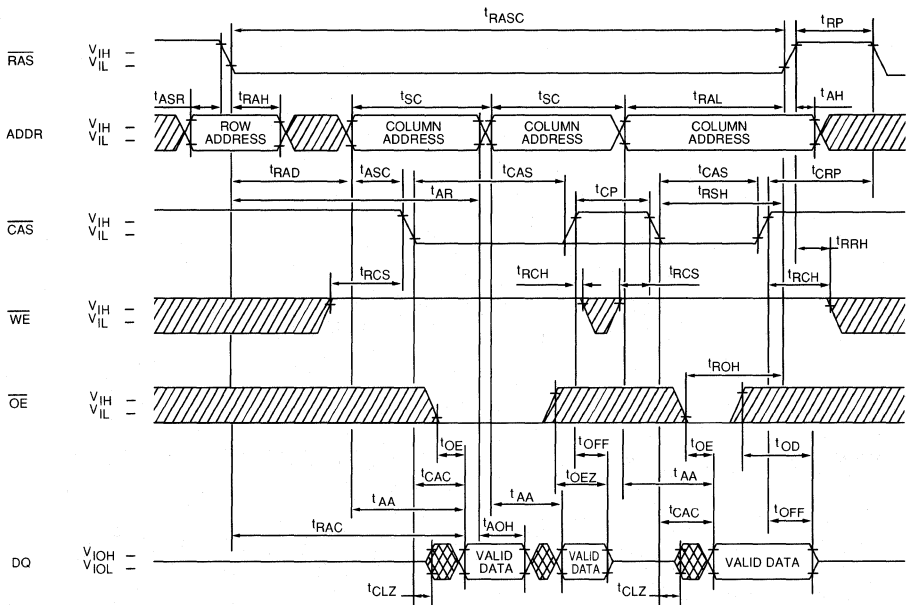 tRASC
tRP
RAS
VIH
VIL
tASR
tRAH
tSC
tSC
tRAL
tAH
ADDR
VIH
VIL
ROW ADDRESS
COLUMN ADDRESS
COLUMN ADDRESS
COLUMN ADDRESS
tRAD
tASC
tCAS
tCAS
tCRP
tAR
tCP
tRSH
CAS
VIH
VIL
tRRH
tRCS
tRCH
tRCS
tRCH
WE
VIH
VIL
tROH
OE
VIH
VIL
tOE
tOFF
tOE
tOD
tCAC
tOEZ
tAA
tAA
tAA
tCAC
tRAC
tAOH
tOFF
DQ
VIOH
VIOL
VALID DATA
VALID DATA
VALID DATA
tCLZ
tCLZ